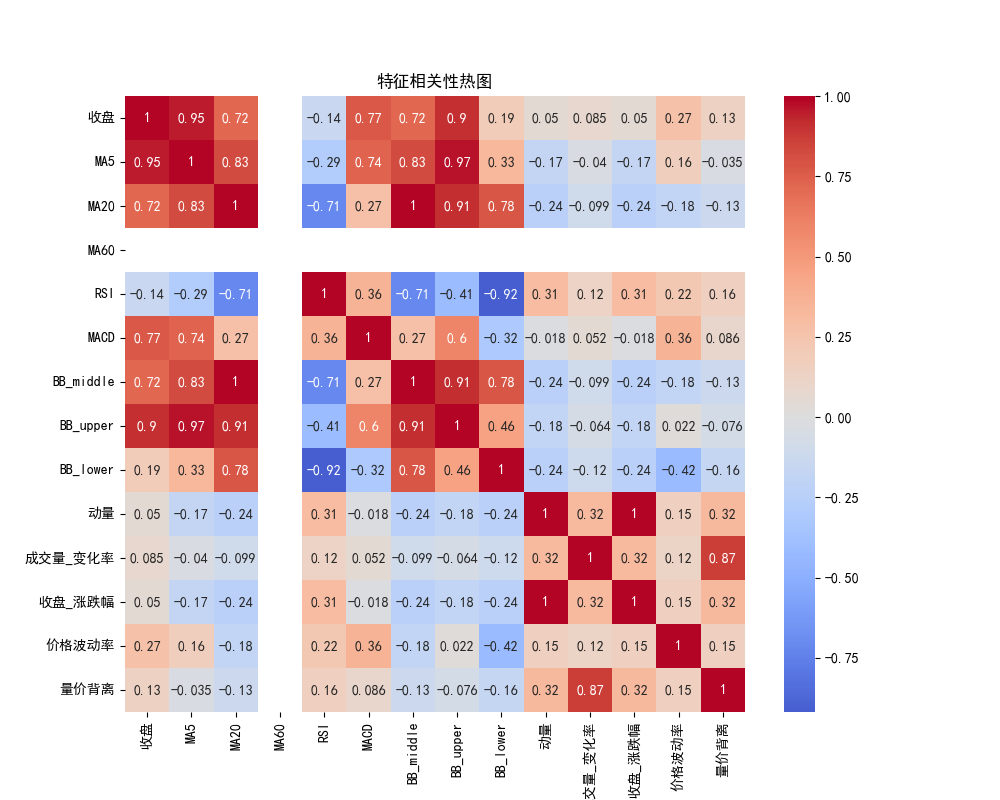 特征相关性热图
收盘 1 0.95 0.72 -0.14 0.77 0.72 0.9 0.19 0.05 0.085 0.05 0.27 0.13
MA5 0.95 1 0.83 -0.29 0.74 0.83 0.97 0.33 -0.17 -0.04 -0.17 0.16 -0.035
MA20 0.72 0.83 1 -0.71 0.27 1 0.91 0.78 -0.24 -0.099 -0.24 -0.18 -0.13
MA60
RSI -0.14 -0.29 -0.71 1 0.36 -0.71 -0.41 -0.92 0.31 0.12 0.31 0.22 0.16
MACD 0.77 0.74 0.27 0.36 1 0.27 0.6 -0.32 -0.018 0.052 -0.018 0.36 0.086
BB_middle 0.72 0.83 1 -0.71 0.27 1 0.91 0.78 -0.24 -0.099 -0.24 -0.18 -0.13
BB_upper 0.9 0.97 0.91 -0.41 0.6 0.91 1 0.46 -0.18 -0.064 -0.18 0.022 -0.076
BB_lower 0.19 0.33 0.78 -0.92 -0.32 0.78 0.46 1 -0.24 -0.12 -0.24 -0.42 -0.16
动量 0.05 -0.17 -0.24 0.31 -0.018 -0.24 -0.18 -0.24 1 0.32 1 0.15 0.32
成交量_变化率 0.085 -0.04 -0.099 0.12 0.052 -0.099 -0.064 -0.12 0.32 1 0.32 0.12 0.87
收盘_涨跌幅 0.05 -0.17 -0.24 0.31 -0.018 -0.24 -0.18 -0.24 1 0.32 1 0.15 0.32
价格波动率 0.27 0.16 -0.18 0.22 0.36 -0.18 0.022 -0.42 0.15 0.12 0.15 1 0.15
量价背离 0.13 -0.035 -0.13 0.16 0.086 -0.13 -0.076 -0.16 0.32 0.87 0.32 0.15 1
收盘 MA5 MA20 MA60 RSI MACD BB_middle BB_upper BB_lower 动量 交量_变化率 收盘_涨跌幅 价格波动率 量价背离
1.00
0.75
0.50
0.25
0.00
-0.25
-0.50
-0.75